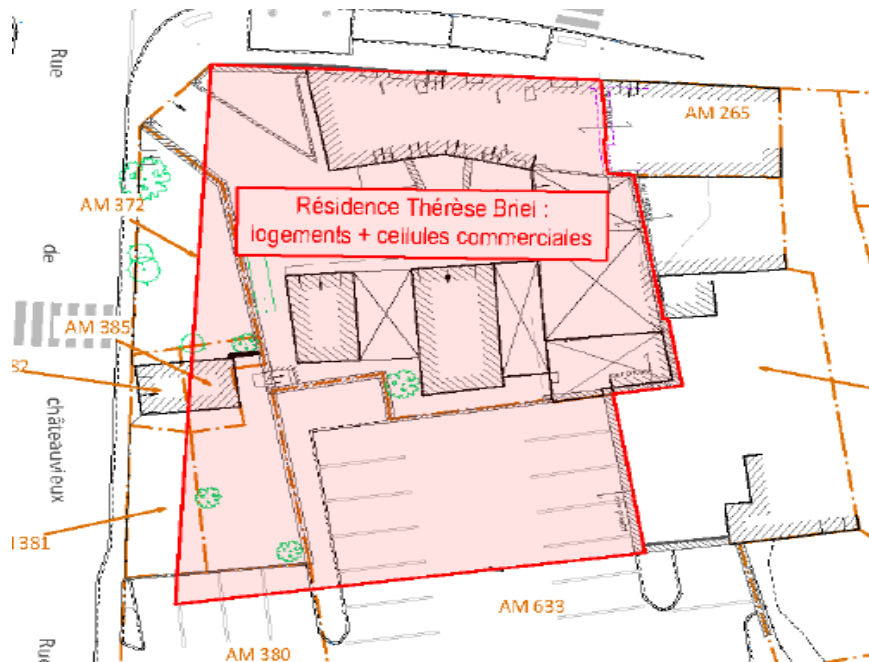 Rue
AM 265
AM 372
Résidence Thérèse Briel :
logements + cellules commerciales
de
AM 385
82
châteauvieux
381
AM 633
AM 380
Rue